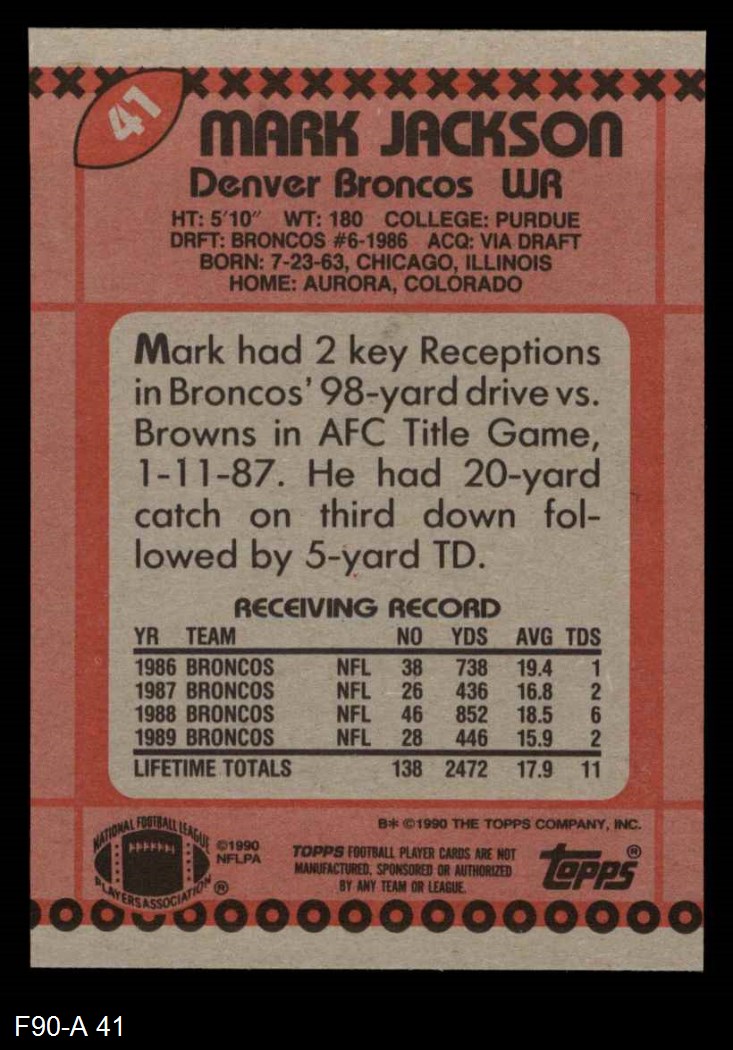 41
MARK JACKSON
Denver Broncos WR
HT: 5'10" WT: 180 COLLEGE: PURDUE
DRFT: BRONCOS #6-1986 ACQ: VIA DRAFT
BORN: 7-23-63, CHICAGO, ILLINOIS
HOME: AURORA, COLORADO
Mark had 2 key Receptions
in Broncos' 98-yard drive vs.
Browns in AFC Title Game,
1-11-87. He had 20-yard
catch on third down fol-
lowed by 5-yard TD.
RECEIVING RECORD
YR TEAM NO YDS AVG TDS
1986 BRONCOS NFL 38 738 19.4 1
1987 BRONCOS NFL 26 436 16.8 2
1988 BRONCOS NFL 46 852 18.5 6
1989 BRONCOS NFL 28 446 15.9 2
LIFETIME TOTALS 138 2472 17.9 11
B* ©1990 THE TOPPS COMPANY, INC.
NATIONAL FOOTBALL LEAGUE
PLAYERS ASSOCIATION ®
©1990
NFLPA
TOPPS FOOTBALL PLAYER CARDS ARE NOT
MANUFACTURED, SPONSORED OR AUTHORIZED
BY ANY TEAM OR LEAGUE.
TOPPS ®
F90-A 41